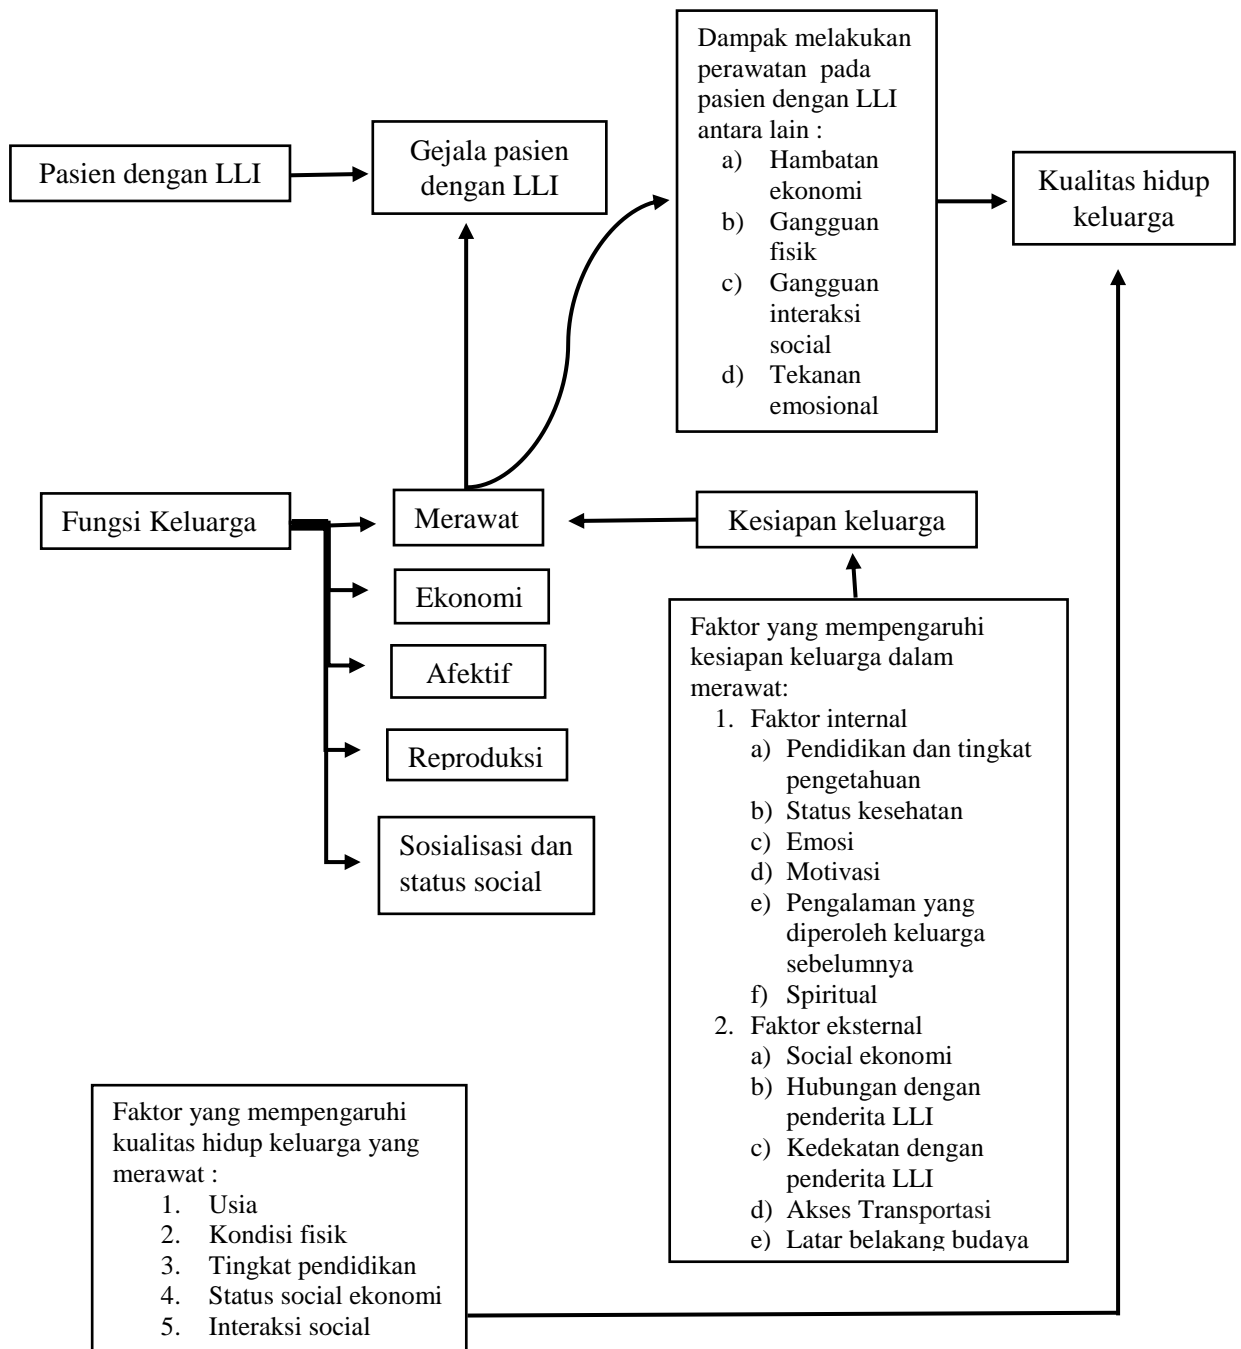 Dampak melakukan
perawatan pada
pasien dengan LLI
antara lain :
a) Hambatan
ekonomi
b) Gangguan
fisik
c) Gangguan
interaksi
social
d) Tekanan
emosional
Pasien dengan LLI
Gejala pasien
dengan LLI
Kualitas hidup
keluarga
Fungsi Keluarga
Merawat
Kesiapan keluarga
Ekonomi
Afektif
Reproduksi
Sosialisasi dan
status social
Faktor yang mempengaruhi
kesiapan keluarga dalam
merawat:
1. Faktor internal
a) Pendidikan dan tingkat
pengetahuan
b) Status kesehatan
c) Emosi
d) Motivasi
e) Pengalaman yang
diperoleh keluarga
sebelumnya
f) Spiritual
2. Faktor eksternal
a) Social ekonomi
b) Hubungan dengan
penderita LLI
c) Kedekatan dengan
penderita LLI
d) Akses Transportasi
e) Latar belakang budaya
Faktor yang mempengaruhi
kualitas hidup keluarga yang
merawat :
1. Usia
2. Kondisi fisik
3. Tingkat pendidikan
4. Status social ekonomi
5. Interaksi social